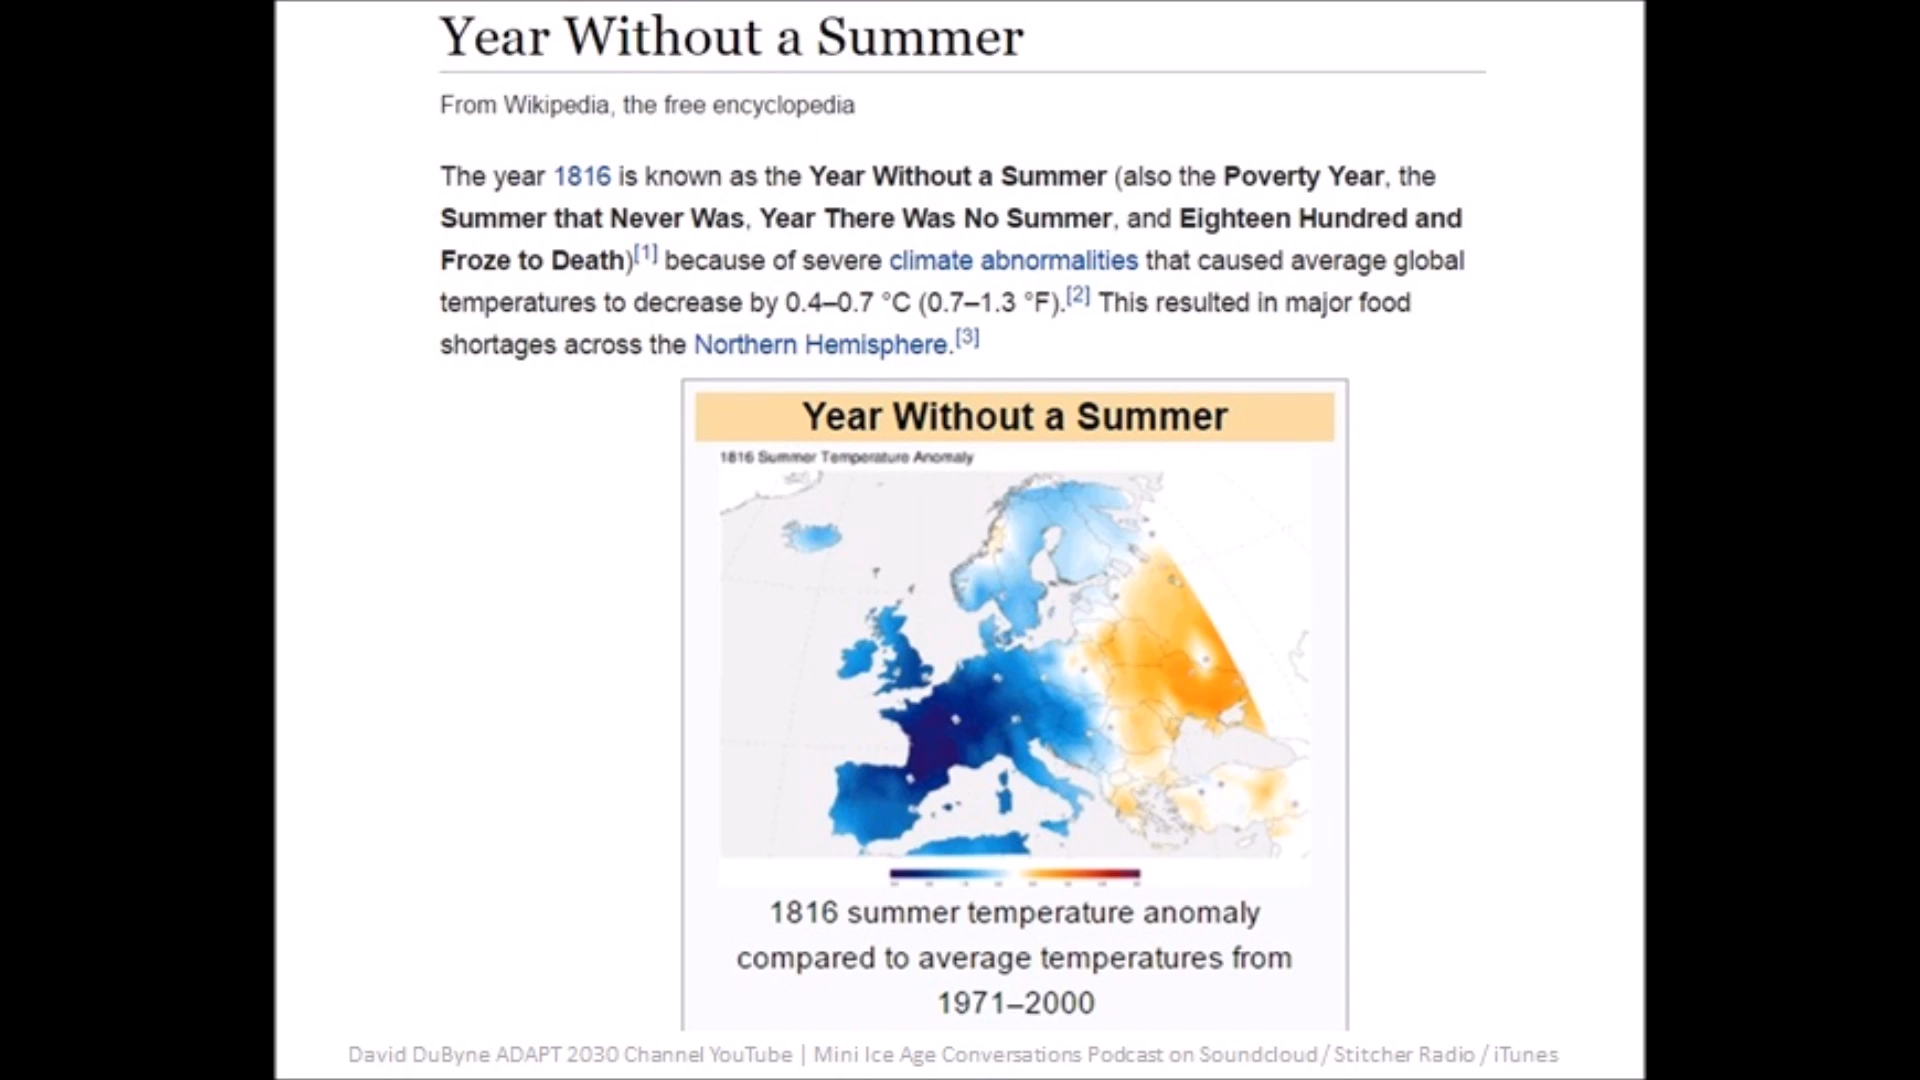 Year Without a Summer
From Wikipedia, the free encyclopedia
The year 1816 is known as the Year Without a Summer (also the Poverty Year, the
Summer that Never Was, Year There Was No Summer, and Eighteen Hundred and
Froze to Death)[1] because of severe climate abnormalities that caused average global
temperatures to decrease by 0.4–0.7 °C (0.7–1.3 °F).[2] This resulted in major food
shortages across the Northern Hemisphere.[3]
Year Without a Summer
1816 Summer Temperature Anomaly
1816 summer temperature anomaly
compared to average temperatures from
1971–2000
David DuByne ADAPT 2030 Channel YouTube | Mini Ice Age Conversations Podcast on Soundcloud / Stitcher Radio / iTunes